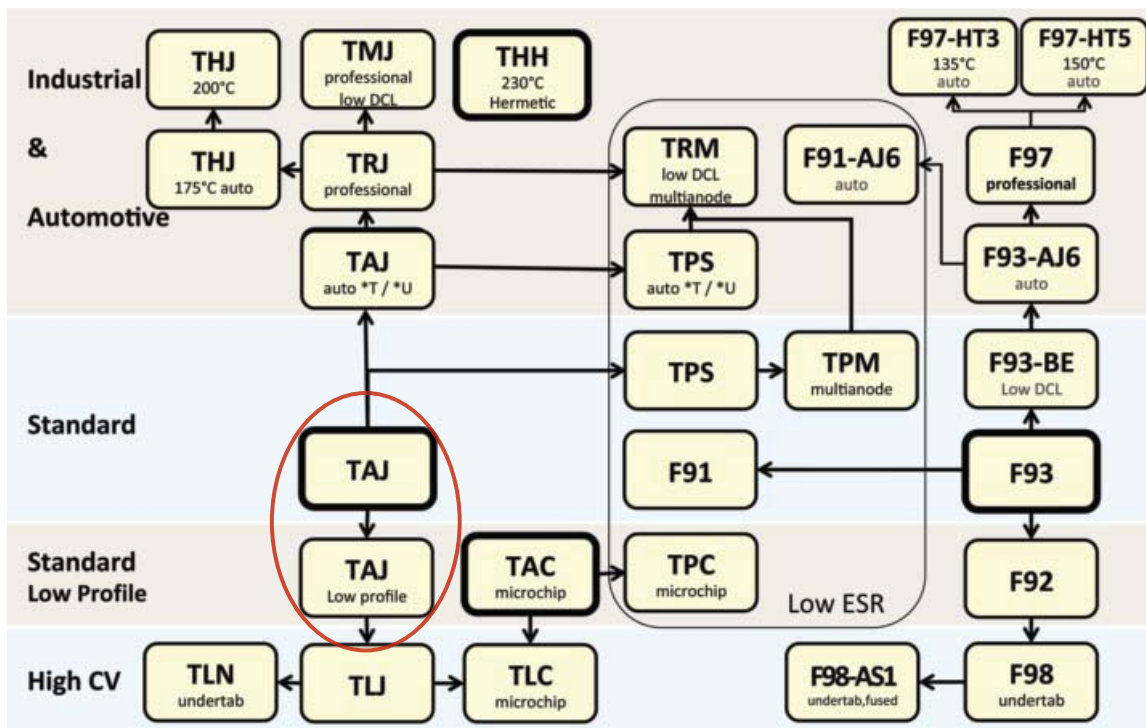 Industrial
&
Automotive
THJ
200°C
TMJ
professional
low DCL
THH
230°C
Hermetic
F97-HT3
135°C
auto
F97-HT5
150°C
auto
THJ
175°C auto
TRJ
professional
TRM
low DCL
multianode
F91-AJ6
auto
F97
professional
TAJ
auto *T / *U
TPS
auto *T / *U
F93-AJ6
auto
Standard
TPS
TPM
multianode
F93-BE
Low DCL
TAJ
F91
F93
Standard
Low Profile
TAJ
Low profile
TAC
microchip
TPC
microchip
Low ESR
F92
High CV
TLN
undertab
TLJ
TLC
microchip
F98-AS1
undertab,fused
F98
undertab